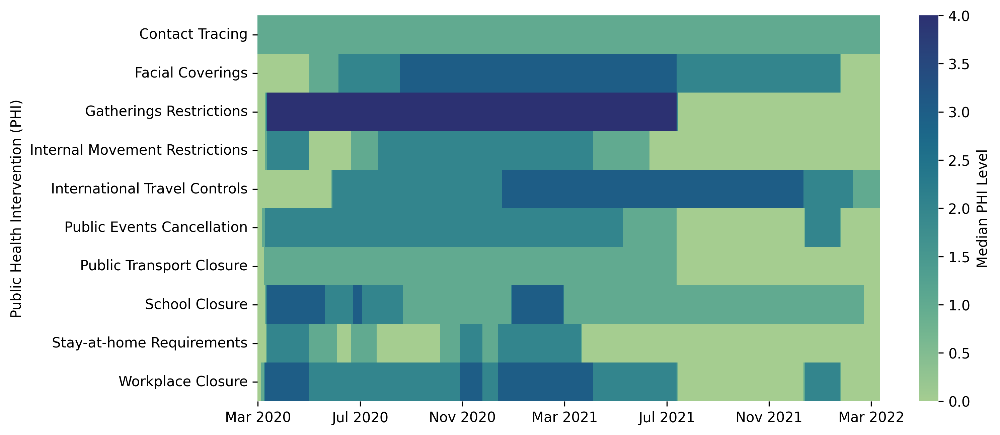 Public Health Intervention (PHI)
Contact Tracing
Facial Coverings
Gatherings Restrictions
Internal Movement Restrictions
International Travel Controls
Public Events Cancellation
Public Transport Closure
School Closure
Stay-at-home Requirements
Workplace Closure
Mar 2020 Jul 2020 Nov 2020 Mar 2021 Jul 2021 Nov 2021 Mar 2022
4.0
3.5
3.0
2.5
2.0
1.5
1.0
0.5
0.0
Median PHI Level